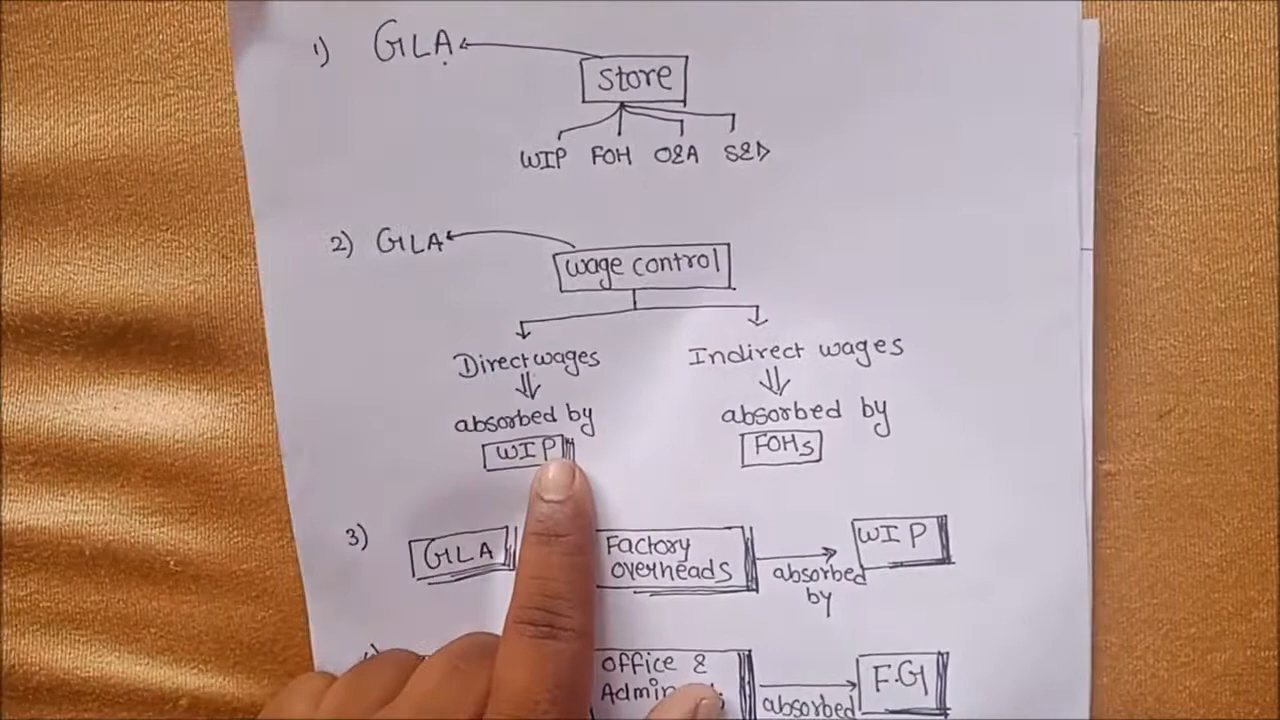 1) GLA
Store
WIP FOH O&A S&D
2) GLA
Wage control
Direct wages
Indirect wages
absorbed by
absorbed by
WIP
FOHs
3) GLA
Factory
overheads
absorbed
by
WIP
Office &
absorbed
F.G